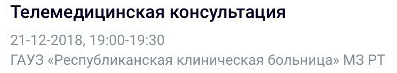 Телемедицинская консультация
21-12-2018, 19:00-19:30
ГАУЗ «Республиканская клиническая больница» МЗ РТ